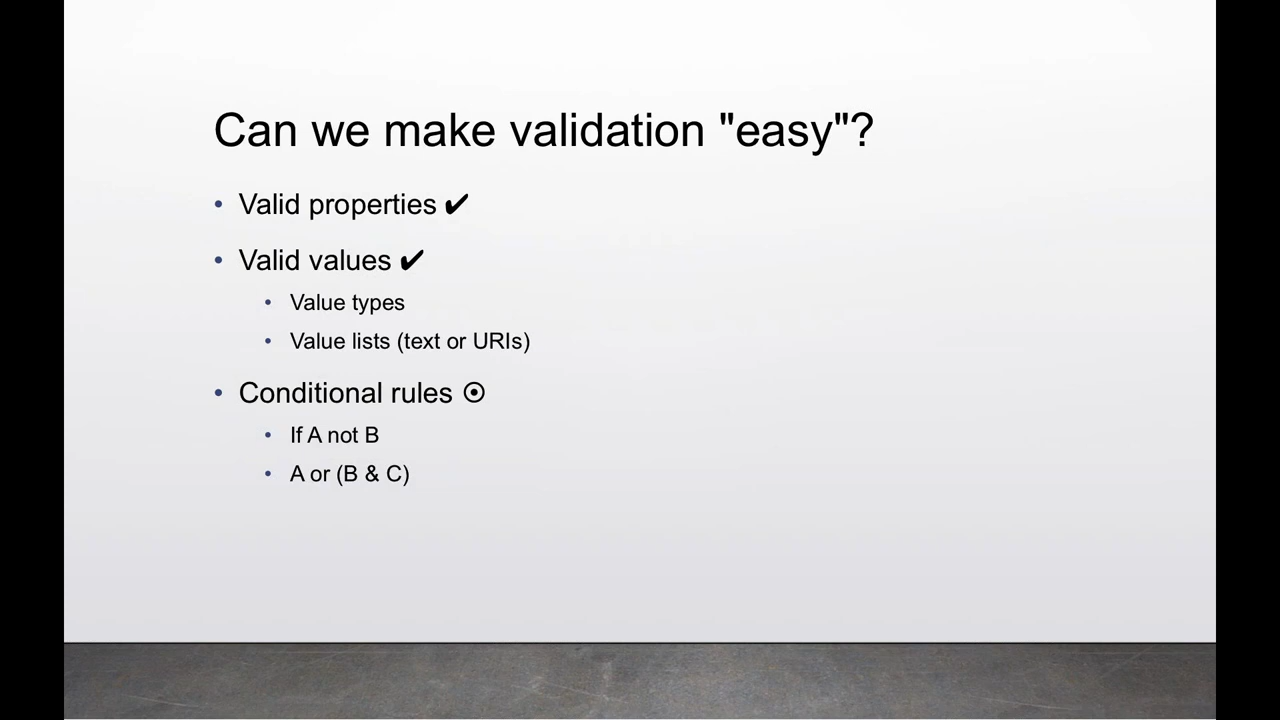 Can we make validation "easy"?
• Valid properties ✔
• Valid values ✔
• Value types
• Value lists (text or URIs)
• Conditional rules ⊙
• If A not B
• A or (B & C)